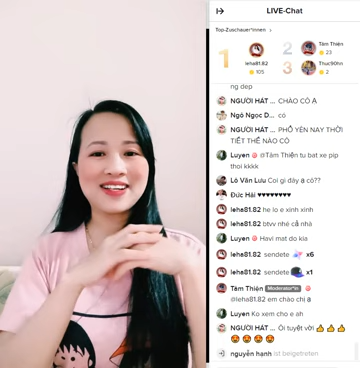 LIVE-Chat
Top-Zuschauer*innen >
1
leha81.82
105
2
Tâm Thiện
23
3
Thuc90hn
2
ng dep
NGƯỜI HÁT ... CHÀO CÔ Ạ
Ngô Ngọc D... có
NGƯỜI HÁT ... PHỐ YÊN NAY THỜI
TIẾT THẾ NÀO CÔ
Luyen @Tâm Thiện tu bat xe pip
thoi kkkk
Lô Văn Lưu Coi gì đây ạ cô??
Đức Hải ♥♥♥♥♥♥♥♥
leha81.82 he lo e xinh xinh
leha81.82 btvv nhé cả nhà
Luyen Havi mat do kia
leha81.82 sendete x6
leha81.82 sendete x1
Tâm Thiện Moderator*in
@leha81.82 em chào chị ạ
Luyen Ko xem cho e ah
NGƯỜI HÁT ... Ôi tuyệt vời 👍👍👍
nguyễn hạnh ist beigetreten